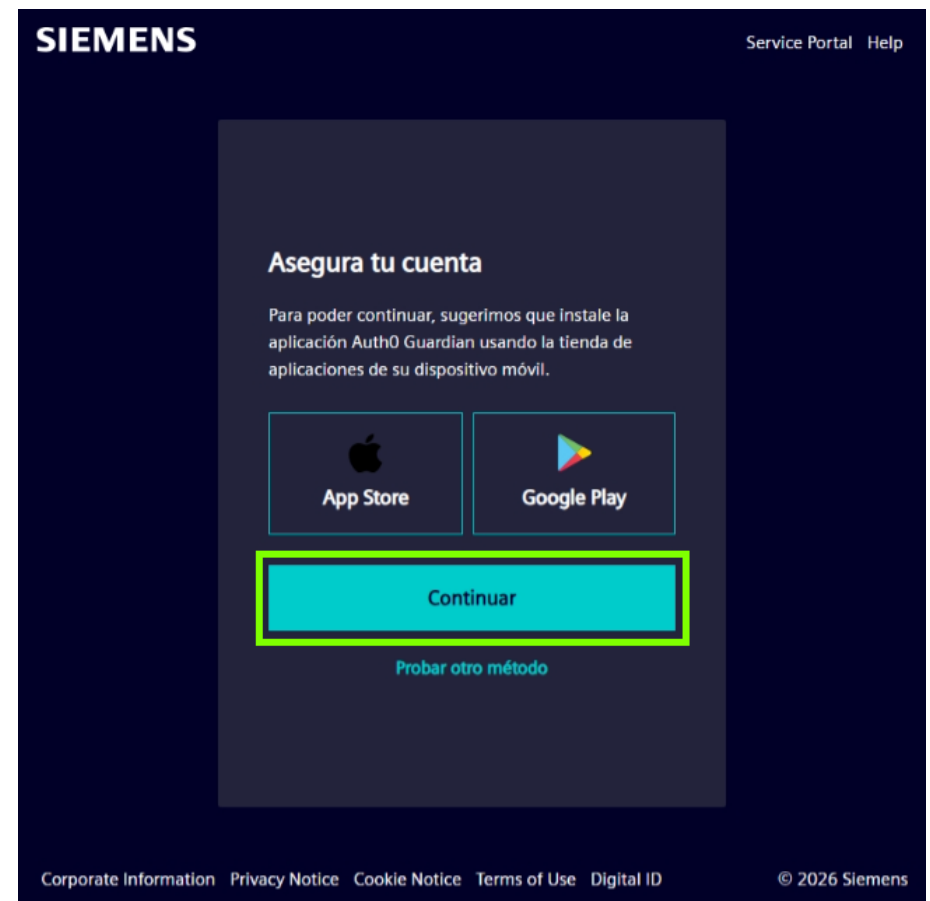 SIEMENS
Service Portal Help
Asegura tu cuenta
Para poder continuar, sugerimos que instale la
aplicación Auth0 Guardian usando la tienda de
aplicaciones de su dispositivo móvil.
App Store
Google Play
Continuar
Probar otro método
Corporate Information Privacy Notice Cookie Notice Terms of Use Digital ID
© 2026 Siemens